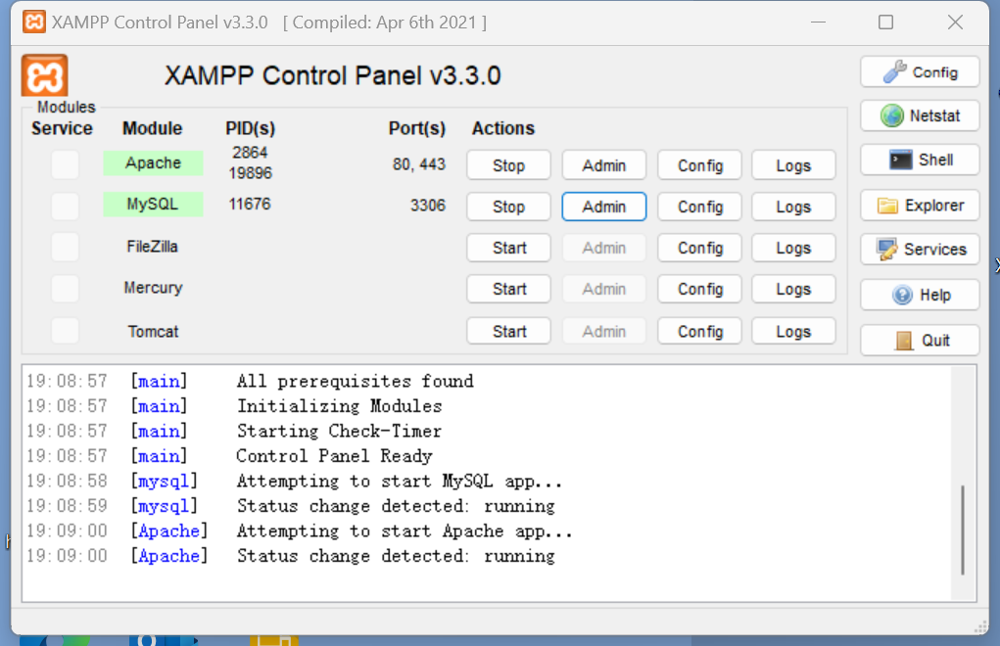 XAMPP Control Panel v3.3.0 [ Compiled: Apr 6th 2021 ]
XAMPP Control Panel v3.3.0
Modules
Service Module PID(s) Port(s) Actions
Apache 2864 19896 80, 443 Stop Admin Config Logs
MySQL 11676 3306 Stop Admin Config Logs
FileZilla Start Admin Config Logs
Mercury Start Admin Config Logs
Tomcat Start Admin Config Logs
Config
Netstat
Shell
Explorer
Services
Help
Quit
19:08:57 [main] All prerequisites found
19:08:57 [main] Initializing Modules
19:08:57 [main] Starting Check-Timer
19:08:57 [main] Control Panel Ready
19:08:58 [mysql] Attempting to start MySQL app...
19:08:59 [mysql] Status change detected: running
19:09:00 [Apache] Attempting to start Apache app...
19:09:00 [Apache] Status change detected: running